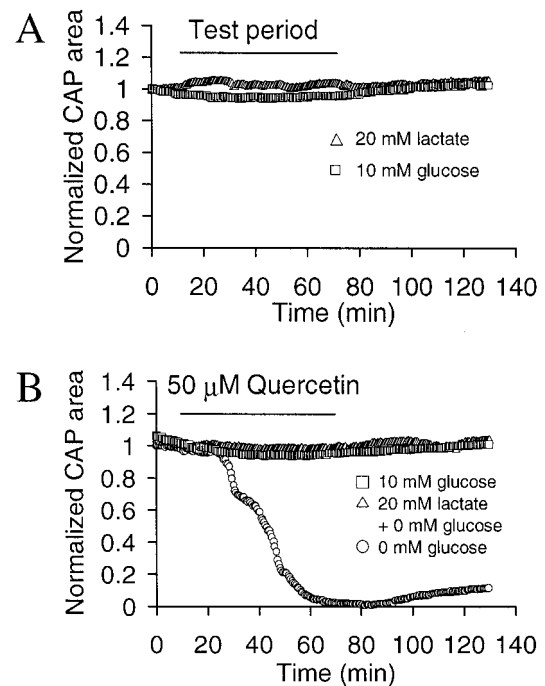 A
Test period
Normalized CAP area
1.4
1.2
1
0.8
0.6
0.4
0.2
0
△ 20 mM lactate
□ 10 mM glucose
0 20 40 60 80 100 120 140
Time (min)
B
50 μM Quercetin
Normalized CAP area
1.4
1.2
1
0.8
0.6
0.4
0.2
0
□ 10 mM glucose
△ 20 mM lactate
+ 0 mM glucose
○ 0 mM glucose
0 20 40 60 80 100 120 140
Time (min)